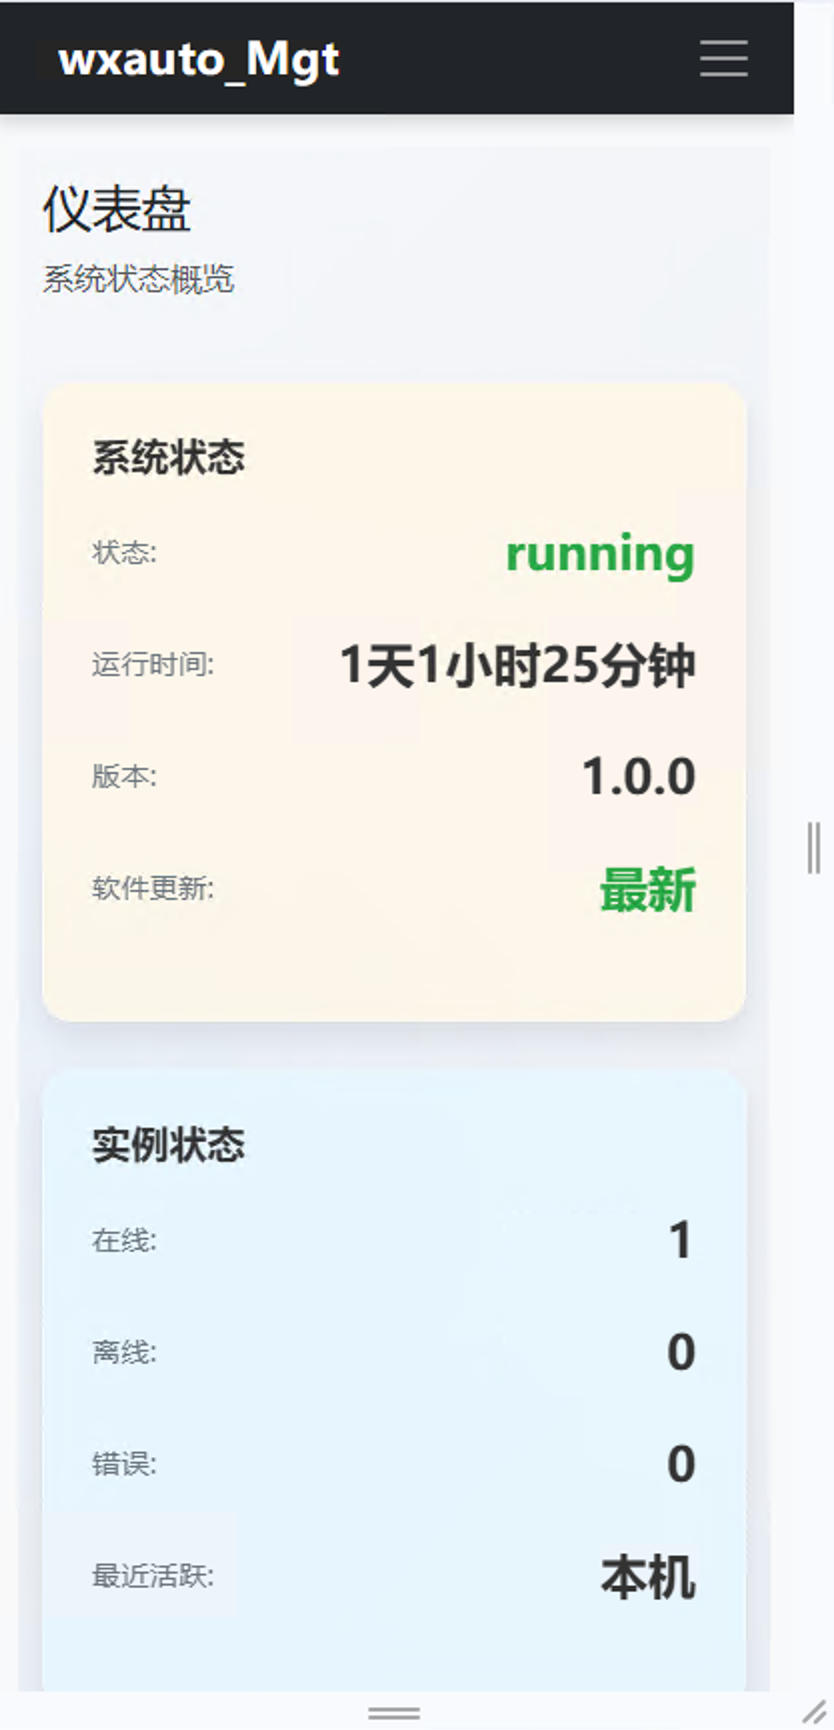 wxauto_Mgt
仪表盘
系统状态概览
系统状态
状态: running
运行时间: 1天1小时25分钟
版本: 1.0.0
软件更新: 最新
实例状态
在线: 1
离线: 0
错误: 0
最近活跃: 本机